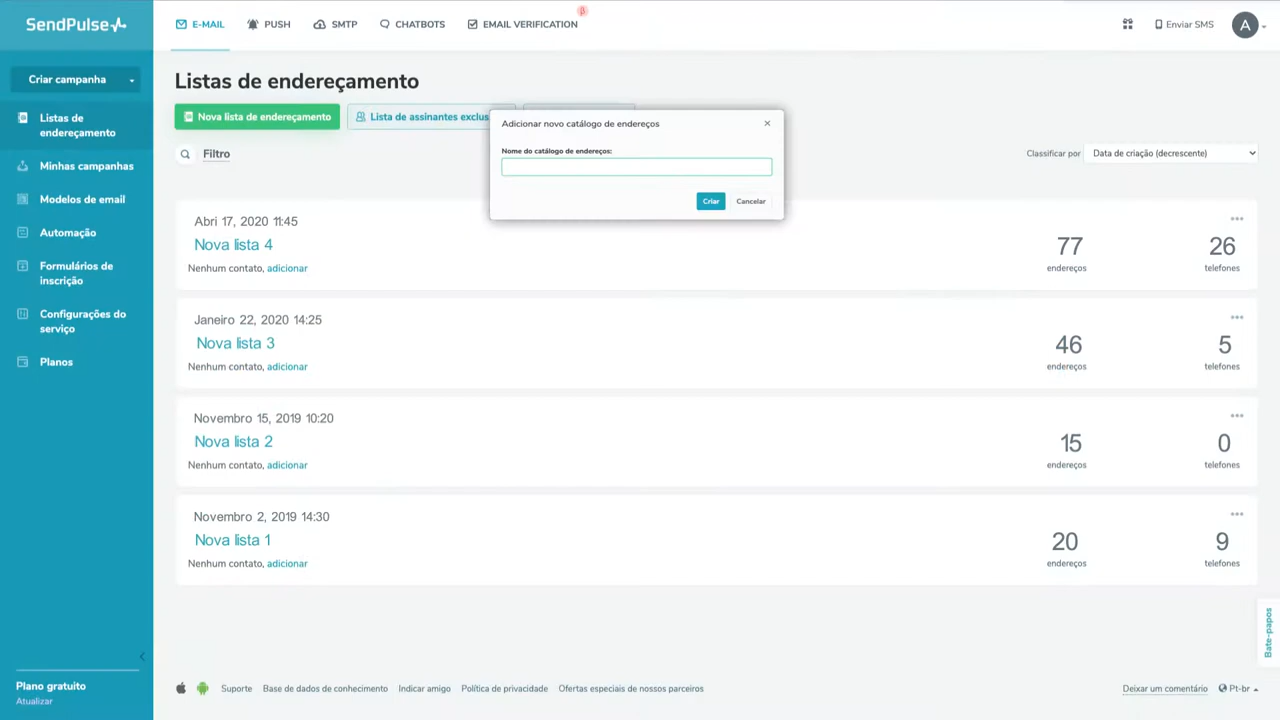 SendPulse
E-MAIL
PUSH
SMTP
CHATBOTS
EMAIL VERIFICATION
β
Enviar SMS
A
Criar campanha
Listas de
endereçamento
Minhas campanhas
Modelos de email
Automação
Formulários de
inscrição
Configurações do
serviço
Planos
Plano gratuito
Atualizar
Listas de endereçamento
Nova lista de endereçamento
Lista de assinantes exclus
Filtro
Classificar por
Data de criação (decrescente)
Adicionar novo catálogo de endereços
×
Nome do catálogo de endereços:
Criar
Cancelar
Abri 17, 2020 11:45
Nova lista 4
Nenhum contato, adicionar
77
endereços
26
telefones
Janeiro 22, 2020 14:25
Nova lista 3
Nenhum contato, adicionar
46
endereços
5
telefones
Novembro 15, 2019 10:20
Nova lista 2
Nenhum contato, adicionar
15
endereços
0
telefones
Novembro 2, 2019 14:30
Nova lista 1
Nenhum contato, adicionar
20
endereços
9
telefones
Bate-papos
Suporte
Base de dados de conhecimento
Indicar amigo
Política de privacidade
Ofertas especiais de nossos parceiros
Deixar um comentário
Pt-br